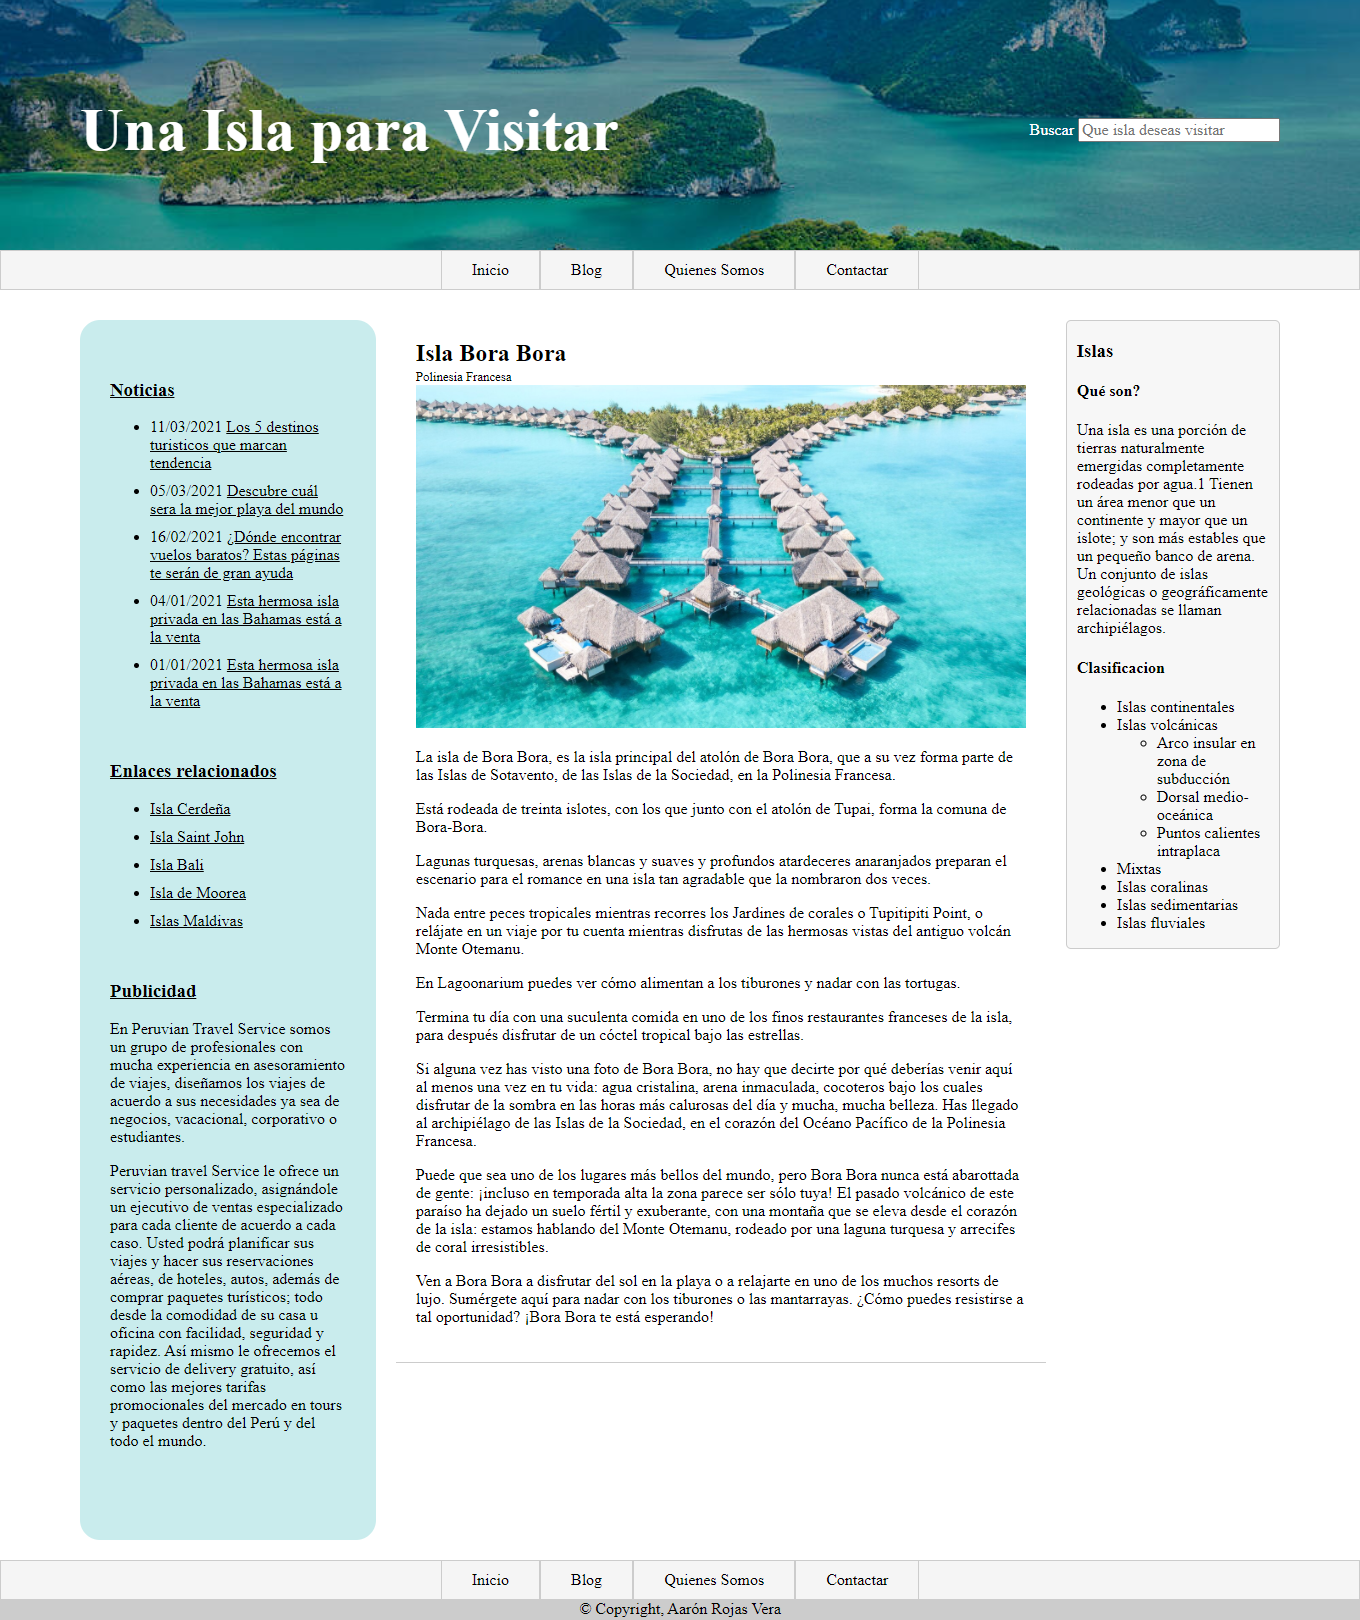 Una Isla para Visitar
Buscar Que isla deseas visitar
Inicio Blog Quienes Somos Contactar
Noticias
11/03/2021 Los 5 destinos
turisticos que marcan
tendencia
05/03/2021 Descubre cuál
sera la mejor playa del mundo
16/02/2021 ¿Dónde encontrar
vuelos baratos? Estas páginas
te serán de gran ayuda
04/01/2021 Esta hermosa isla
privada en las Bahamas está a
la venta
01/01/2021 Esta hermosa isla
privada en las Bahamas está a
la venta
Enlaces relacionados
Isla Cerdeña
Isla Saint John
Isla Bali
Isla de Moorea
Islas Maldivas
Publicidad
En Peruvian Travel Service somos
un grupo de profesionales con
mucha experiencia en asesoramiento
de viajes, diseñamos los viajes de
acuerdo a sus necesidades ya sea de
negocios, vacacional, corporativo o
estudiantes.
Peruvian travel Service le ofrece un
servicio personalizado, asignándole
un ejecutivo de ventas especializado
para cada cliente de acuerdo a cada
caso. Usted podrá planificar sus
viajes y hacer sus reservaciones
aéreas, de hoteles, autos, además de
comprar paquetes turísticos; todo
desde la comodidad de su casa u
oficina con facilidad, seguridad y
rapidez. Así mismo le ofrecemos el
servicio de delivery gratuito, así
como las mejores tarifas
promocionales del mercado en tours
y paquetes dentro del Perú y del
todo el mundo.
Isla Bora Bora
Polinesia Francesa
La isla de Bora Bora, es la isla principal del atolón de Bora Bora, que a su vez forma parte de
las Islas de Sotavento, de las Islas de la Sociedad, en la Polinesia Francesa.
Está rodeada de treinta islotes, con los que junto con el atolón de Tupai, forma la comuna de
Bora-Bora.
Lagunas turquesas, arenas blancas y suaves y profundos atardeceres anaranjados preparan el
escenario para el romance en una isla tan agradable que la nombraron dos veces.
Nada entre peces tropicales mientras recorres los Jardines de corales o Tupitipiti Point, o
relájate en un viaje por tu cuenta mientras disfrutas de las hermosas vistas del antiguo volcán
Monte Otemanu.
En Lagoonarium puedes ver cómo alimentan a los tiburones y nadar con las tortugas.
Termina tu día con una suculenta comida en uno de los finos restaurantes franceses de la isla,
para después disfrutar de un cóctel tropical bajo las estrellas.
Si alguna vez has visto una foto de Bora Bora, no hay que decirte por qué deberías venir aquí
al menos una vez en tu vida: agua cristalina, arena inmaculada, cocoteros bajo los cuales
disfrutar de la sombra en las horas más calurosas del día y mucha, mucha belleza. Has llegado
al archipiélago de las Islas de la Sociedad, en el corazón del Océano Pacífico de la Polinesia
Francesa.
Puede que sea uno de los lugares más bellos del mundo, pero Bora Bora nunca está abarottada
de gente: ¡incluso en temporada alta la zona parece ser sólo tuya! El pasado volcánico de este
paraíso ha dejado un suelo fértil y exuberante, con una montaña que se eleva desde el corazón
de la isla: estamos hablando del Monte Otemanu, rodeado por una laguna turquesa y arrecifes
de coral irresistibles.
Ven a Bora Bora a disfrutar del sol en la playa o a relajarte en uno de los muchos resorts de
lujo. Sumérgete aquí para nadar con los tiburones o las mantarrayas. ¿Cómo puedes resistirse a
tal oportunidad? ¡Bora Bora te está esperando!
Islas
Qué son?
Una isla es una porción de
tierras naturalmente
emergidas completamente
rodeadas por agua.1 Tienen
un área menor que un
continente y mayor que un
islote; y son más estables que
un pequeño banco de arena.
Un conjunto de islas
geológicas o geográficamente
relacionadas se llaman
archipiélagos.
Clasificacion
Islas continentales
Islas volcánicas
Arco insular en
zona de
subducción
Dorsal medio-
oceánica
Puntos calientes
intraplaca
Mixtas
Islas coralinas
Islas sedimentarias
Islas fluviales
Inicio Blog Quienes Somos Contactar
© Copyright, Aarón Rojas Vera